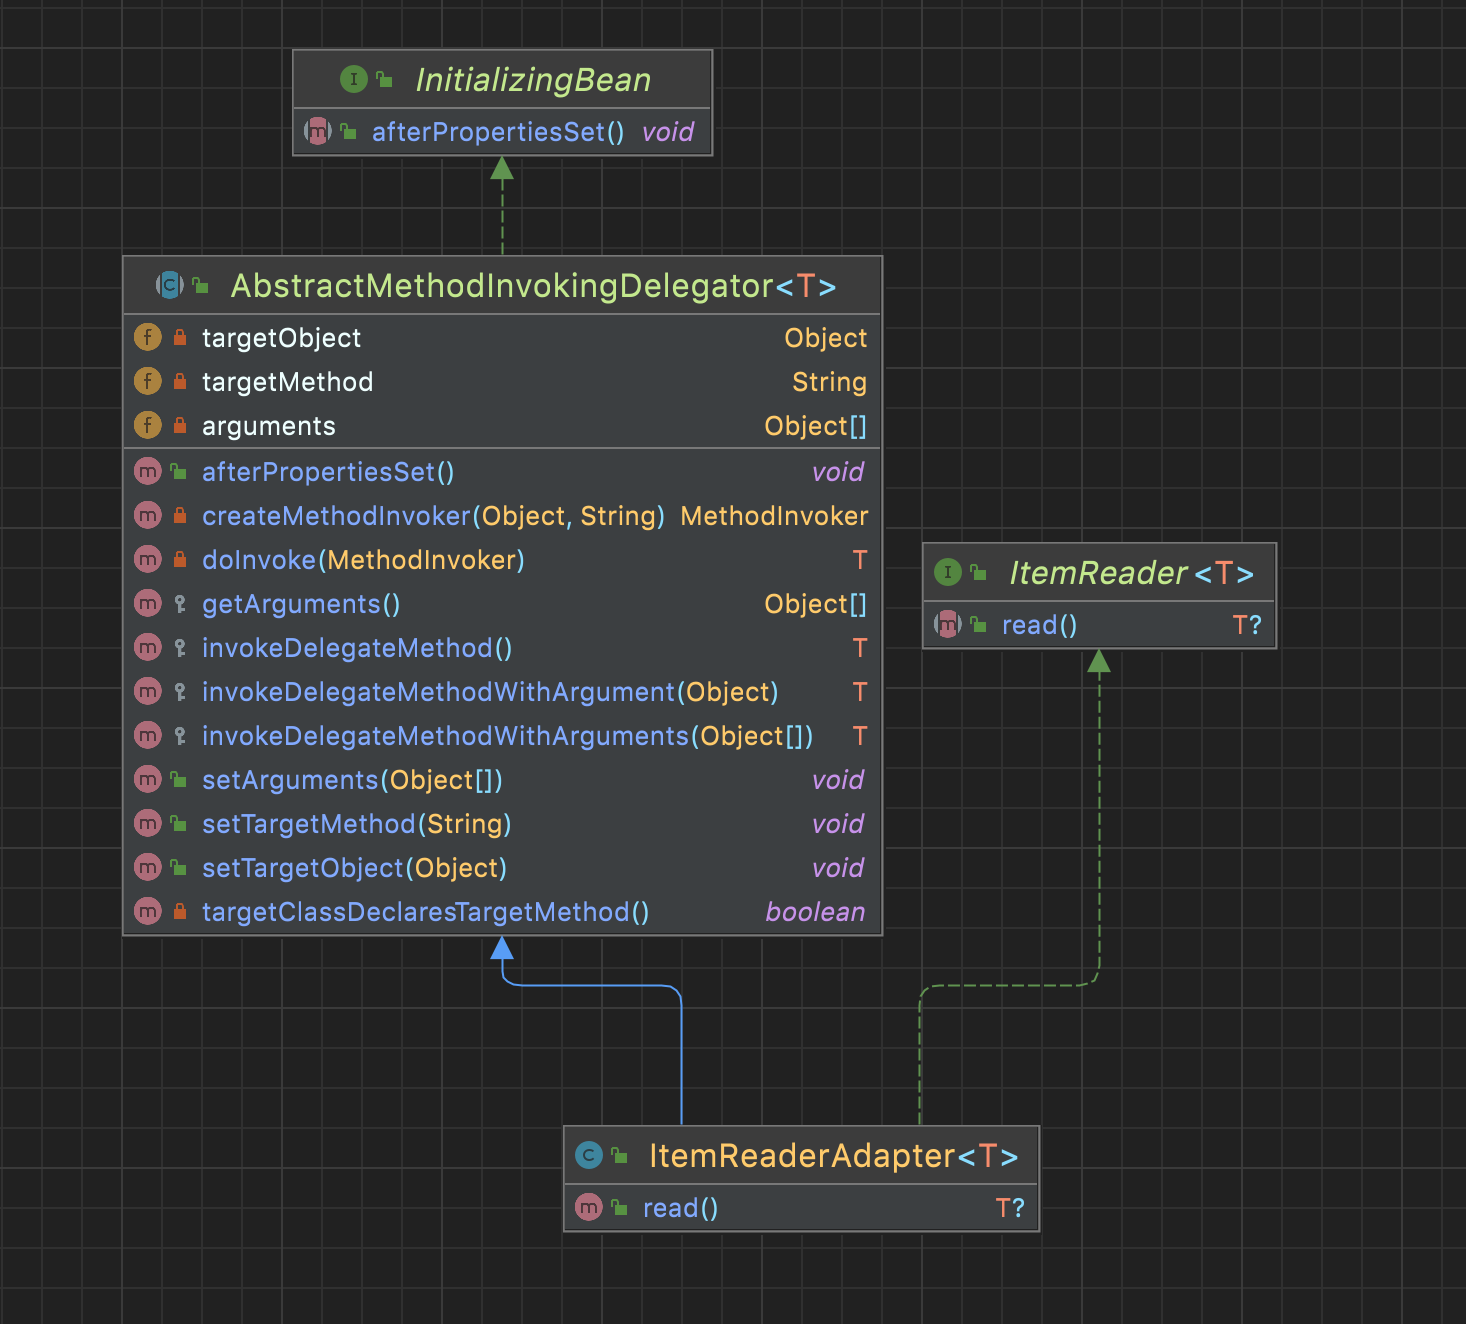 I InitializingBean
m afterPropertiesSet() void
C AbstractMethodInvokingDelegator<T>
f targetObject Object
f targetMethod String
f arguments Object[]
m afterPropertiesSet() void
m createMethodInvoker(Object, String) MethodInvoker
m doInvoke(MethodInvoker) T
m getArguments() Object[]
m invokeDelegateMethod() T
m invokeDelegateMethodWithArgument(Object) T
m invokeDelegateMethodWithArguments(Object[]) T
m setArguments(Object[]) void
m setTargetMethod(String) void
m setTargetObject(Object) void
m targetClassDeclaresTargetMethod() boolean
I ItemReader<T>
m read() T?
C ItemReaderAdapter<T>
m read() T?